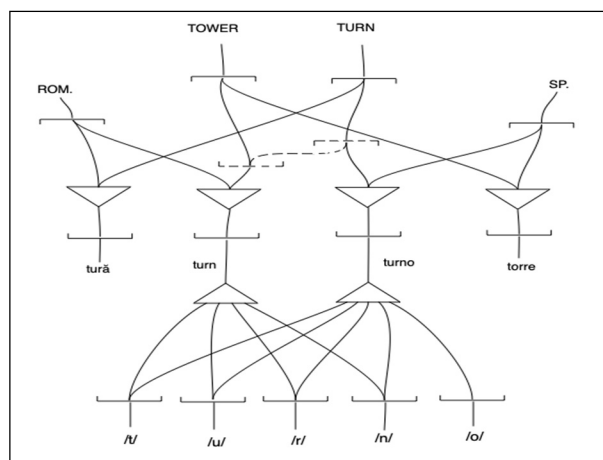 TOWER TURN
ROM. SP.
tură turn turno torre
/t/ /u/ /r/ /n/ /o/